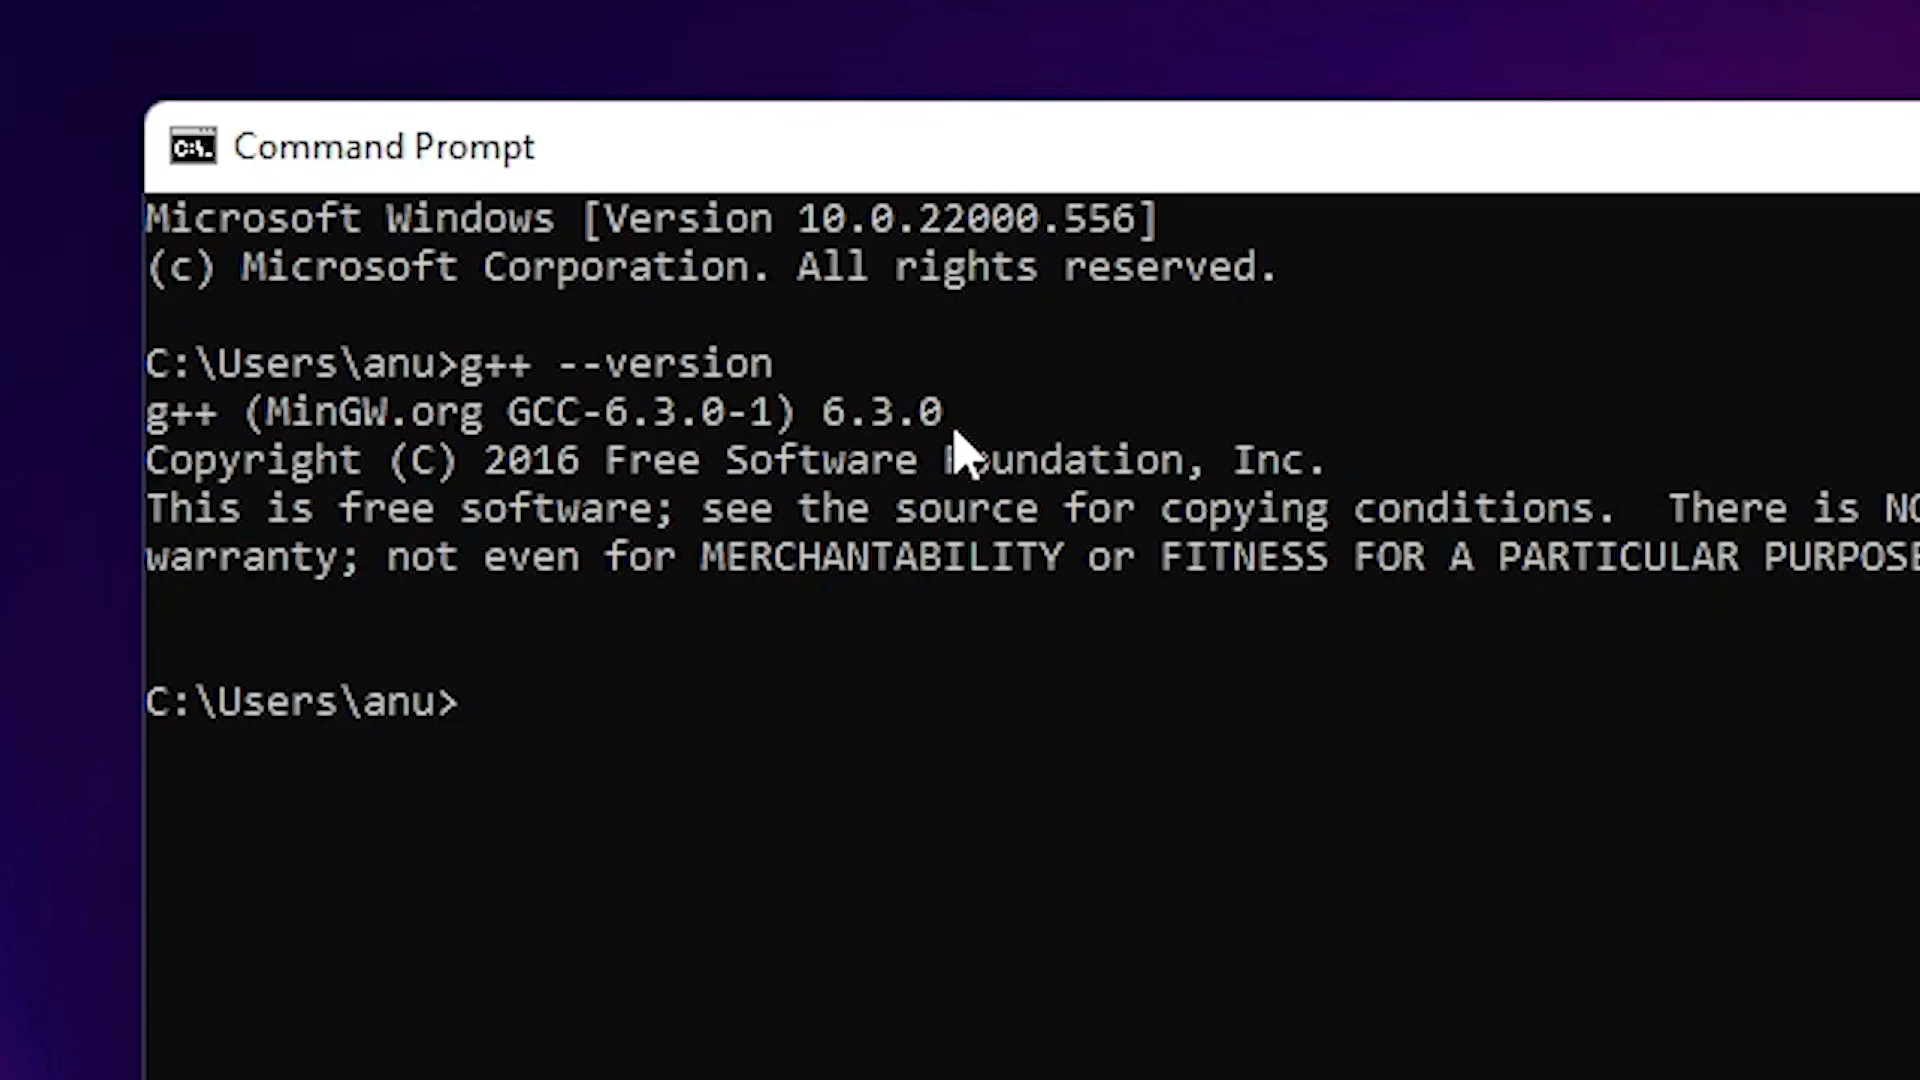 Command Prompt
Microsoft Windows [Version 10.0.22000.556]
(c) Microsoft Corporation. All rights reserved.
C:\Users\anu>g++ --version
g++ (MinGW.org GCC-6.3.0-1) 6.3.0
Copyright (C) 2016 Free Software Foundation, Inc.
This is free software; see the source for copying conditions.  There is NO
warranty; not even for MERCHANTABILITY or FITNESS FOR A PARTICULAR PURPOSE
C:\Users\anu>